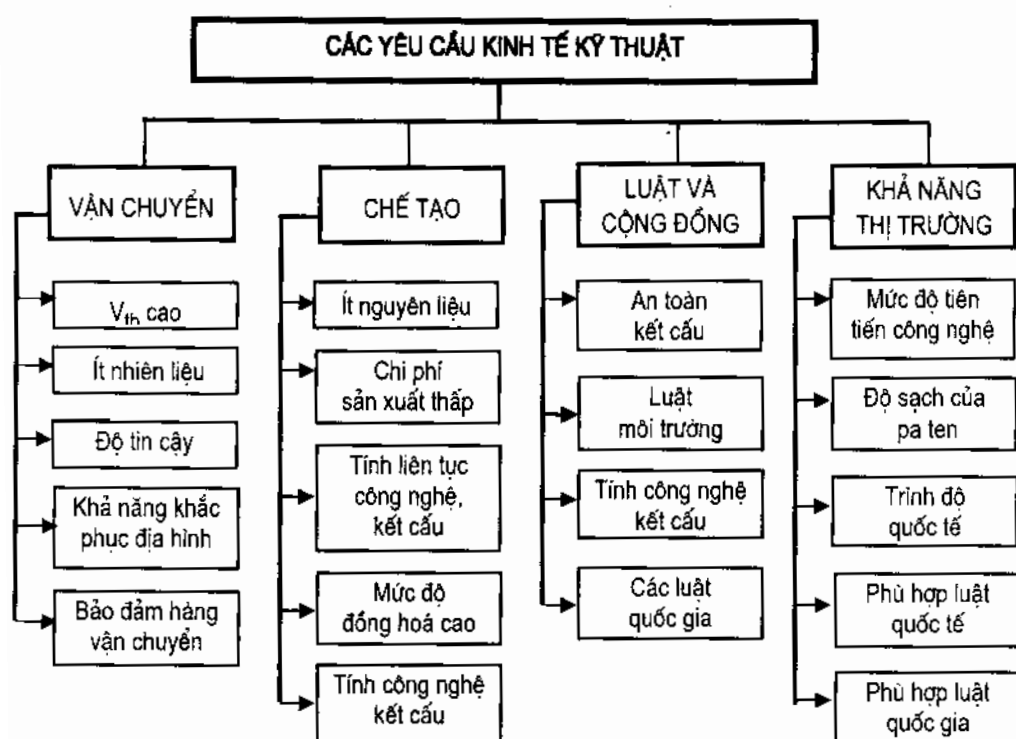 CÁC YÊU CẦU KINH TẾ KỸ THUẬT
VẬN CHUYỂN
V_th cao
Ít nhiên liệu
Độ tin cậy
Khả năng khắc
phục địa hình
Bảo đảm hàng
vận chuyển
CHẾ TẠO
Ít nguyên liệu
Chi phí
sản xuất thấp
Tính liên tục
công nghệ,
kết cấu
Mức độ
đồng hoá cao
Tính công nghệ
kết cấu
LUẬT VÀ
CỘNG ĐỒNG
An toàn
kết cấu
Luật
môi trường
Tính công nghệ
kết cấu
Các luật
quốc gia
KHẢ NĂNG
THỊ TRƯỜNG
Mức độ tiên
tiến công nghệ
Độ sạch của
pa ten
Trình độ
quốc tế
Phù hợp luật
quốc tế
Phù hợp luật
quốc gia